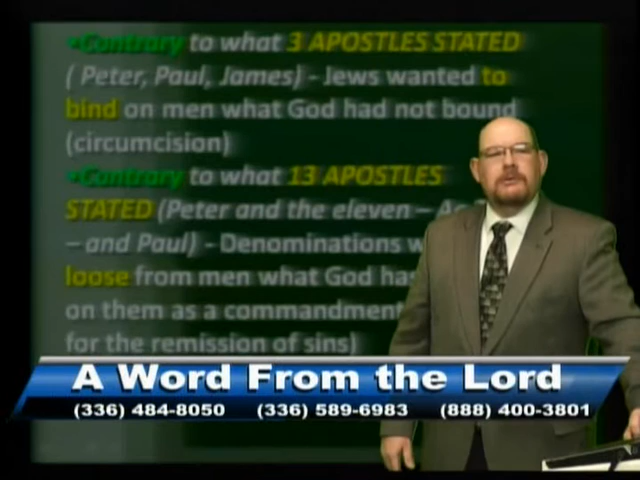 •Contrary to what 3 APOSTLES STATED
( Peter, Paul, James) - Jews wanted to
bind on men what God had not bound
(circumcision)
•Contrary to what 13 APOSTLES
STATED (Peter and the eleven –
– and Paul) - Denominations
loose from men what God has
on them as a commandment
for the remission of sins)
A Word From the Lord
(336) 484-8050 (336) 589-6983 (888) 400-3801